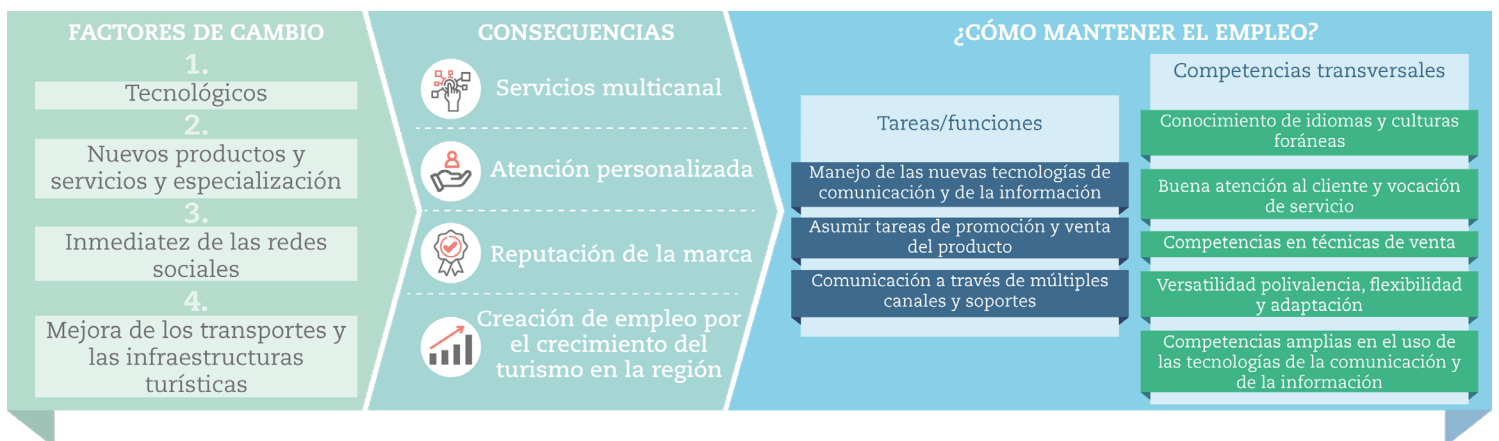 FACTORES DE CAMBIO
1.
Tecnológicos
2.
Nuevos productos y
servicios y especialización
3.
Inmediatez de las redes
sociales
4.
Mejora de los transportes y
las infraestructuras
turísticas
CONSECUENCIAS
Servicios multicanal
Atención personalizada
Reputación de la marca
Creación de empleo por
el crecimiento del
turismo en la región
¿CÓMO MANTENER EL EMPLEO?
Tareas/funciones
Manejo de las nuevas tecnologías de
comunicación y de la información
Asumir tareas de promoción y venta
del producto
Comunicación a través de múltiples
canales y soportes
Competencias transversales
Conocimiento de idiomas y culturas
foráneas
Buena atención al cliente y vocación
de servicio
Competencias en técnicas de venta
Versatilidad polivalencia, flexibilidad
y adaptación
Competencias amplias en el uso de
las tecnologías de la comunicación y
de la información